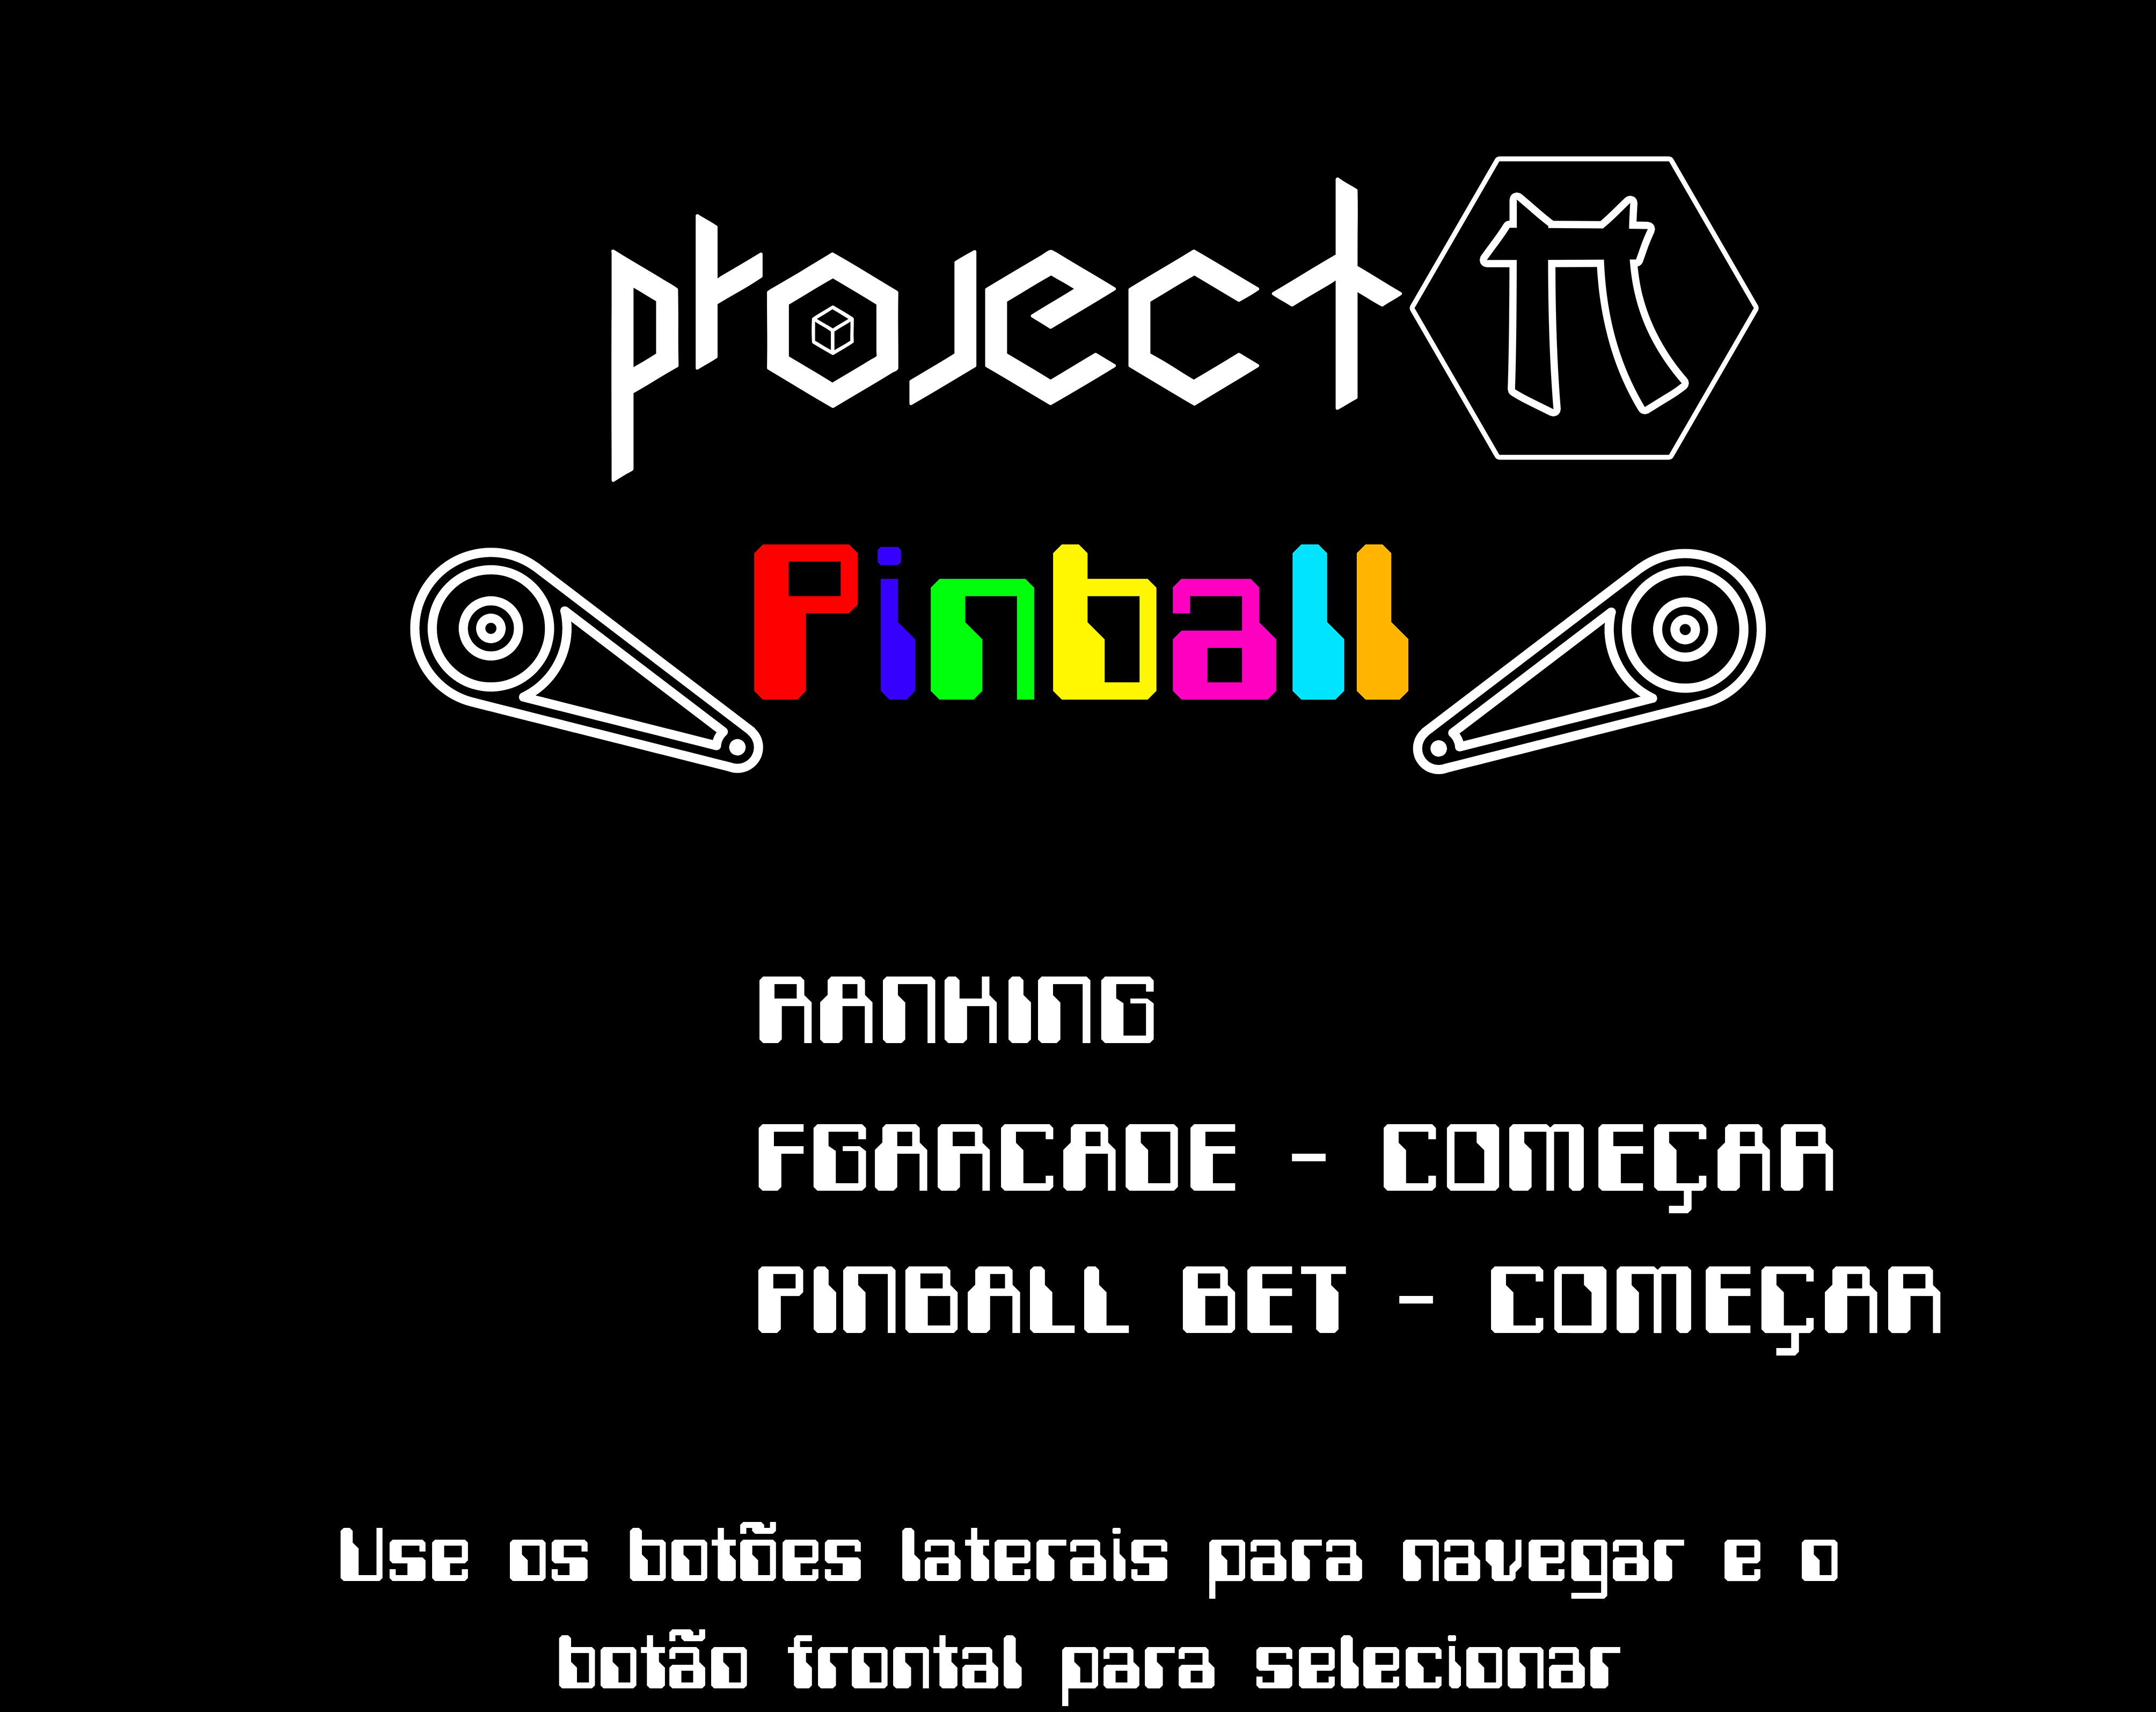 project π
Pinball
RANKING
FGARCADE - COMEÇAR
PINBALL BET - COMEÇAR
Use os botões laterais para navegar e o
botão frontal para selecionar